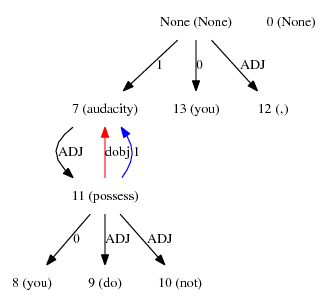 None (None) 0 (None)
1 0 ADJ
7 (audacity) 13 (you) 12 (,)
ADJ dobj 1
11 (possess)
0 ADJ ADJ
8 (you) 9 (do) 10 (not)